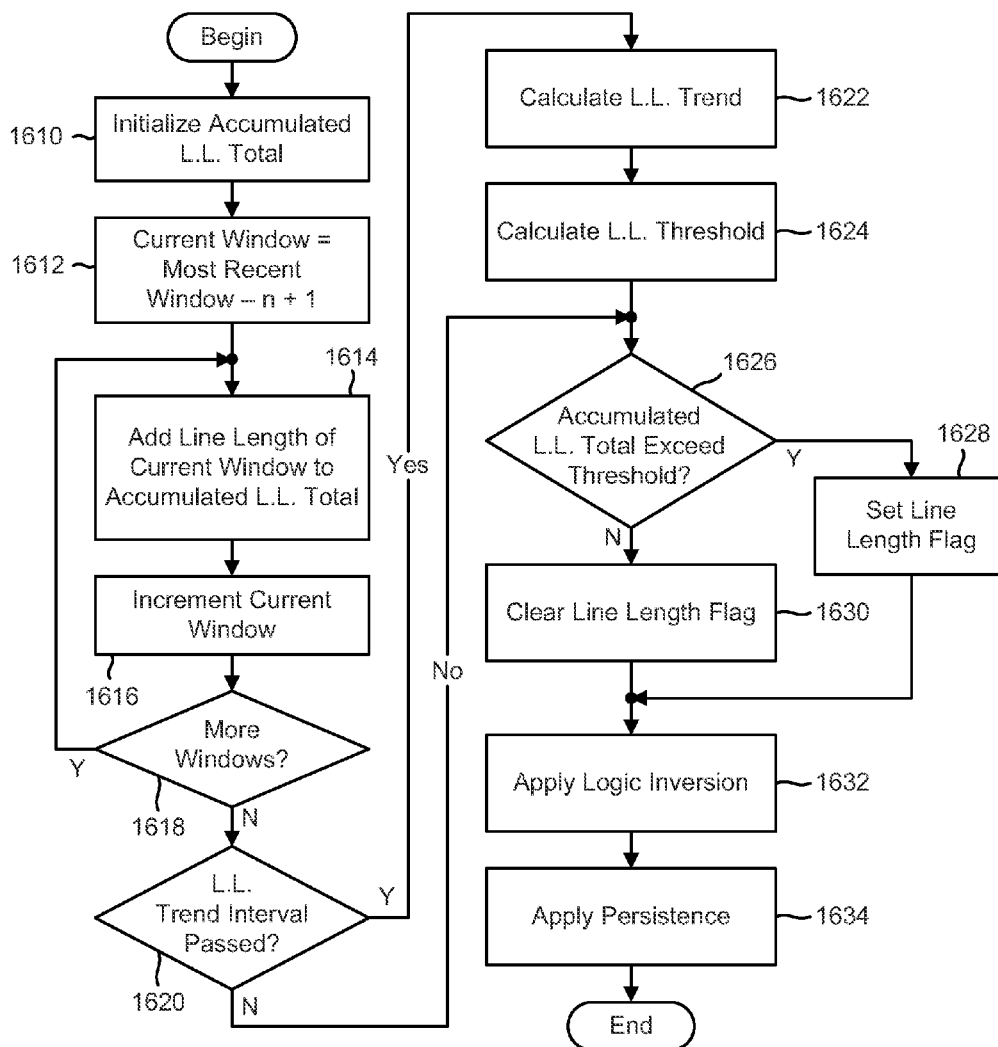 Begin
1610
Initialize Accumulated
L.L. Total
1612
Current Window =
Most Recent
Window – n + 1
1614
Add Line Length of
Current Window to
Accumulated L.L. Total
Increment Current
Window
1616
More
Windows?
Y
1618
N
L.L.
Trend Interval
Passed?
Y
1620
N
Yes
No
Calculate L.L. Trend
1622
Calculate L.L. Threshold
1624
1626
Accumulated
L.L. Total Exceed
Threshold?
Y
1628
Set Line
Length Flag
N
Clear Line Length Flag
1630
Apply Logic Inversion
1632
Apply Persistence
1634
End